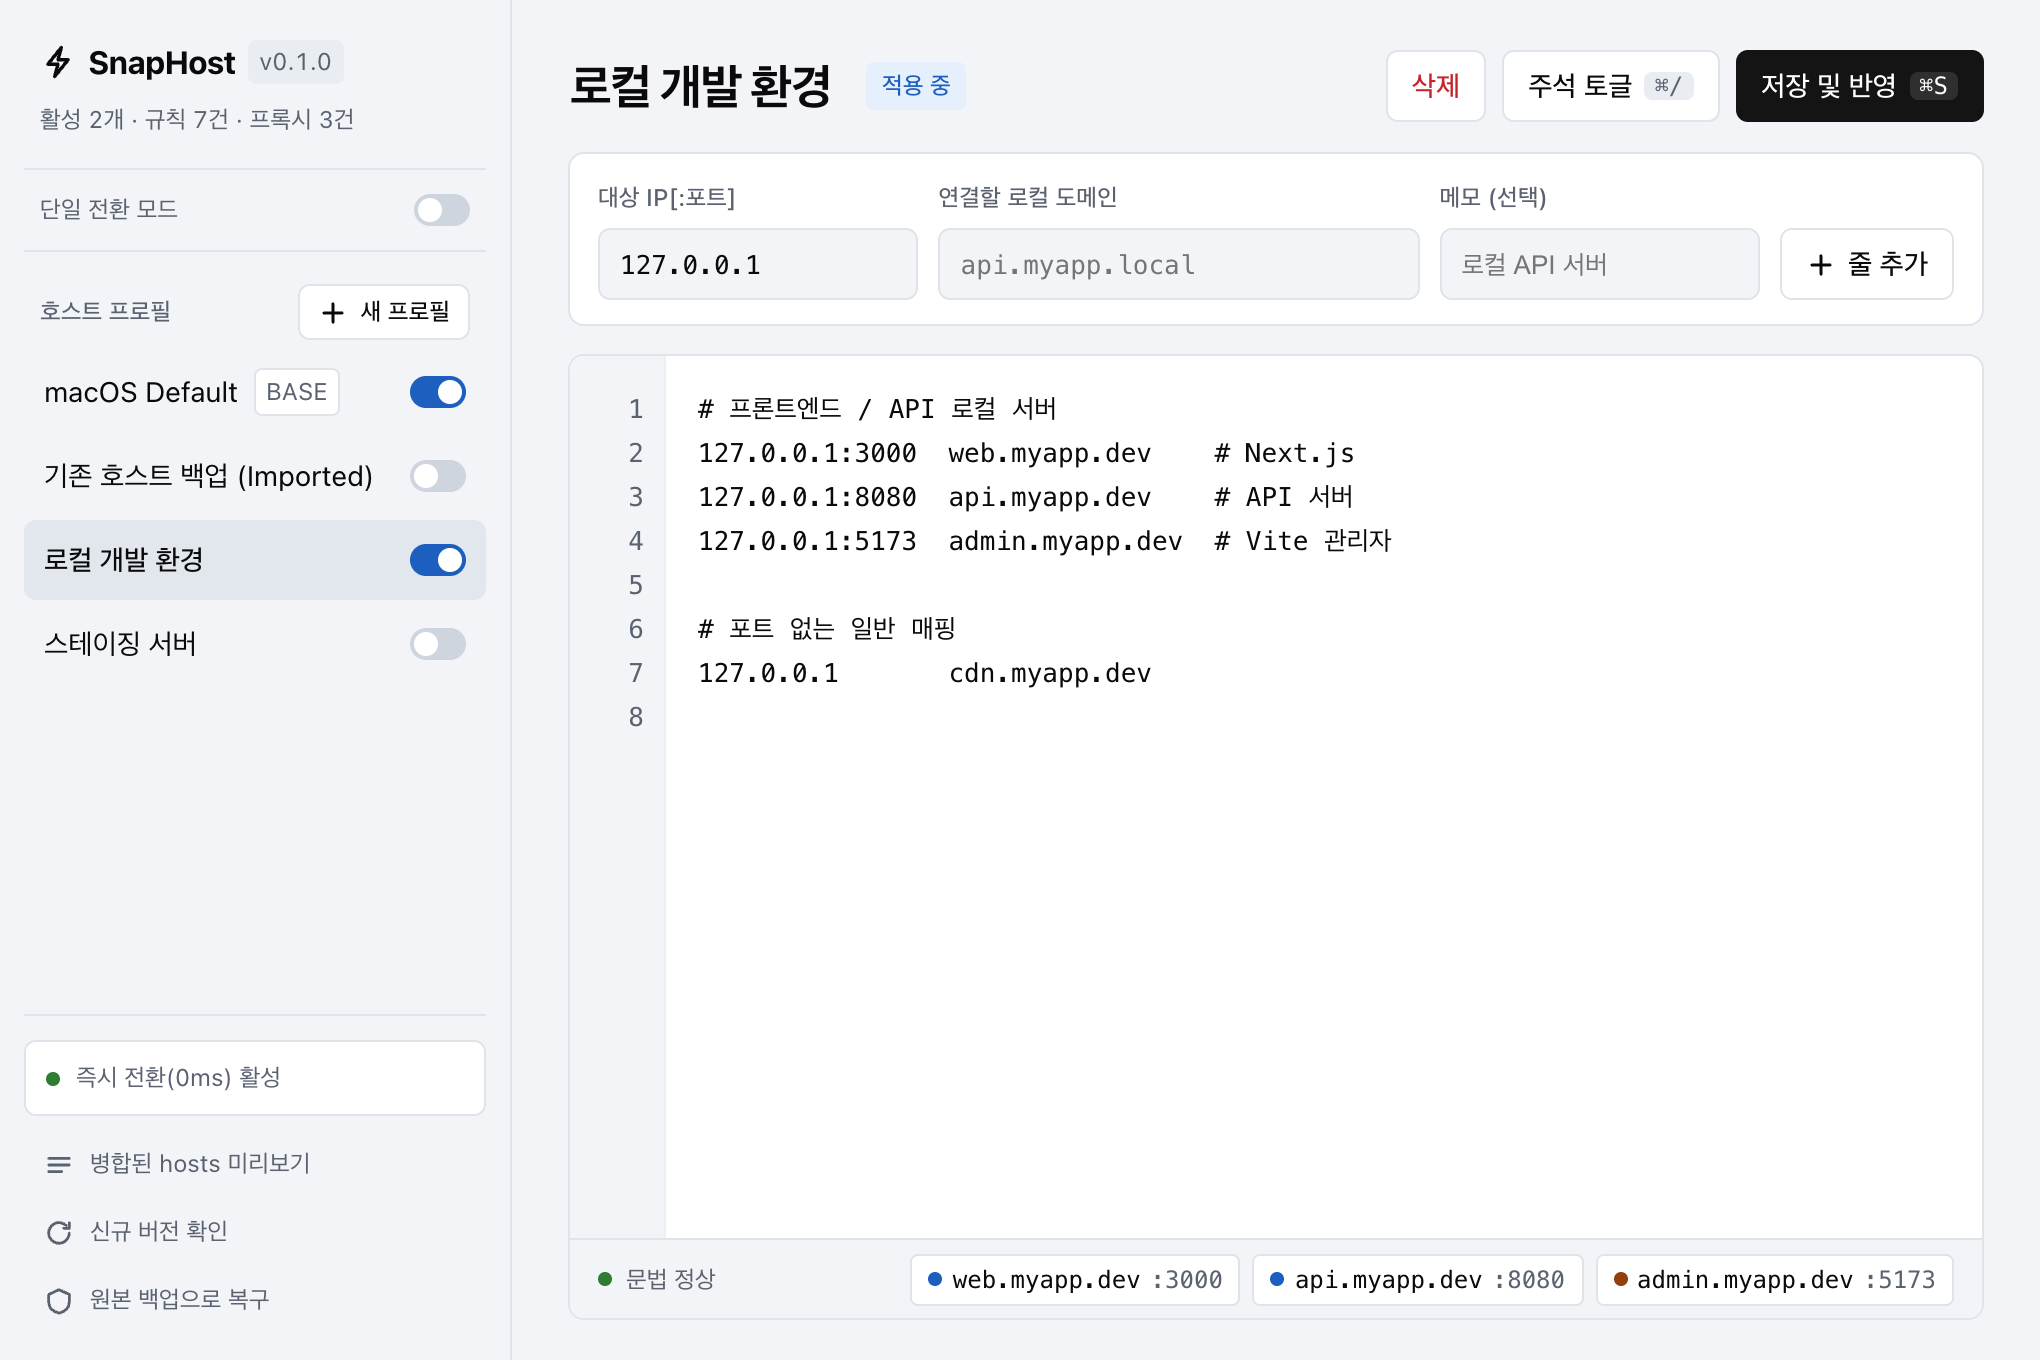 SnapHost v0.1.0
활성 2개 · 규칙 7건 · 프록시 3건
단일 전환 모드
호스트 프로필
+ 새 프로필
macOS Default BASE
기존 호스트 백업 (Imported)
로컬 개발 환경
스테이징 서버
즉시 전환(0ms) 활성
병합된 hosts 미리보기
신규 버전 확인
원본 백업으로 복구
로컬 개발 환경 적용 중
삭제
주석 토글 ⌘/
저장 및 반영 ⌘S
대상 IP[:포트]
127.0.0.1
연결할 로컬 도메인
api.myapp.local
메모 (선택)
로컬 API 서버
+ 줄 추가
1 # 프론트엔드 / API 로컬 서버
2 127.0.0.1:3000  web.myapp.dev    # Next.js
3 127.0.0.1:8080  api.myapp.dev    # API 서버
4 127.0.0.1:5173  admin.myapp.dev  # Vite 관리자
5
6 # 포트 없는 일반 매핑
7 127.0.0.1       cdn.myapp.dev
8
문법 정상
web.myapp.dev :3000
api.myapp.dev :8080
admin.myapp.dev :5173